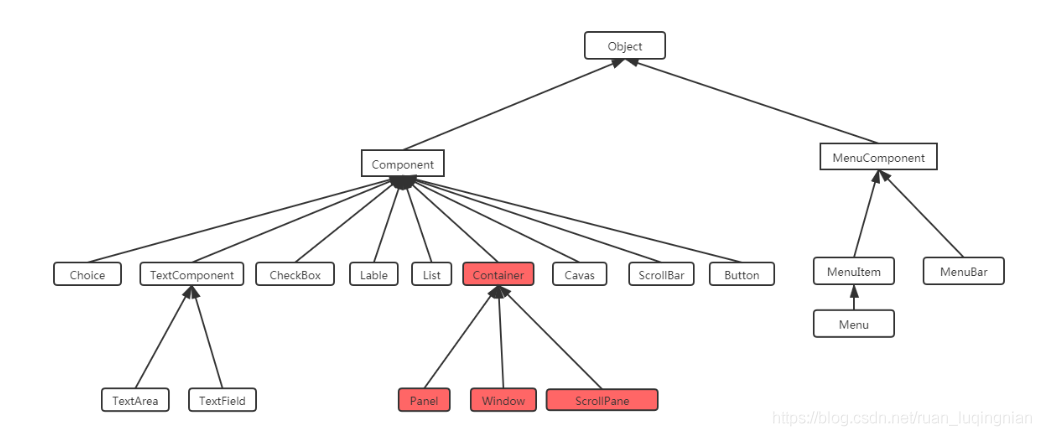 Object
Component
MenuComponent
Choice
TextComponent
CheckBox
Lable
List
Container
Cavas
ScrollBar
Button
MenuItem
MenuBar
Menu
TextArea
TextField
Panel
Window
ScrollPane
https://blog.csdn.net/ruan_luqingnian